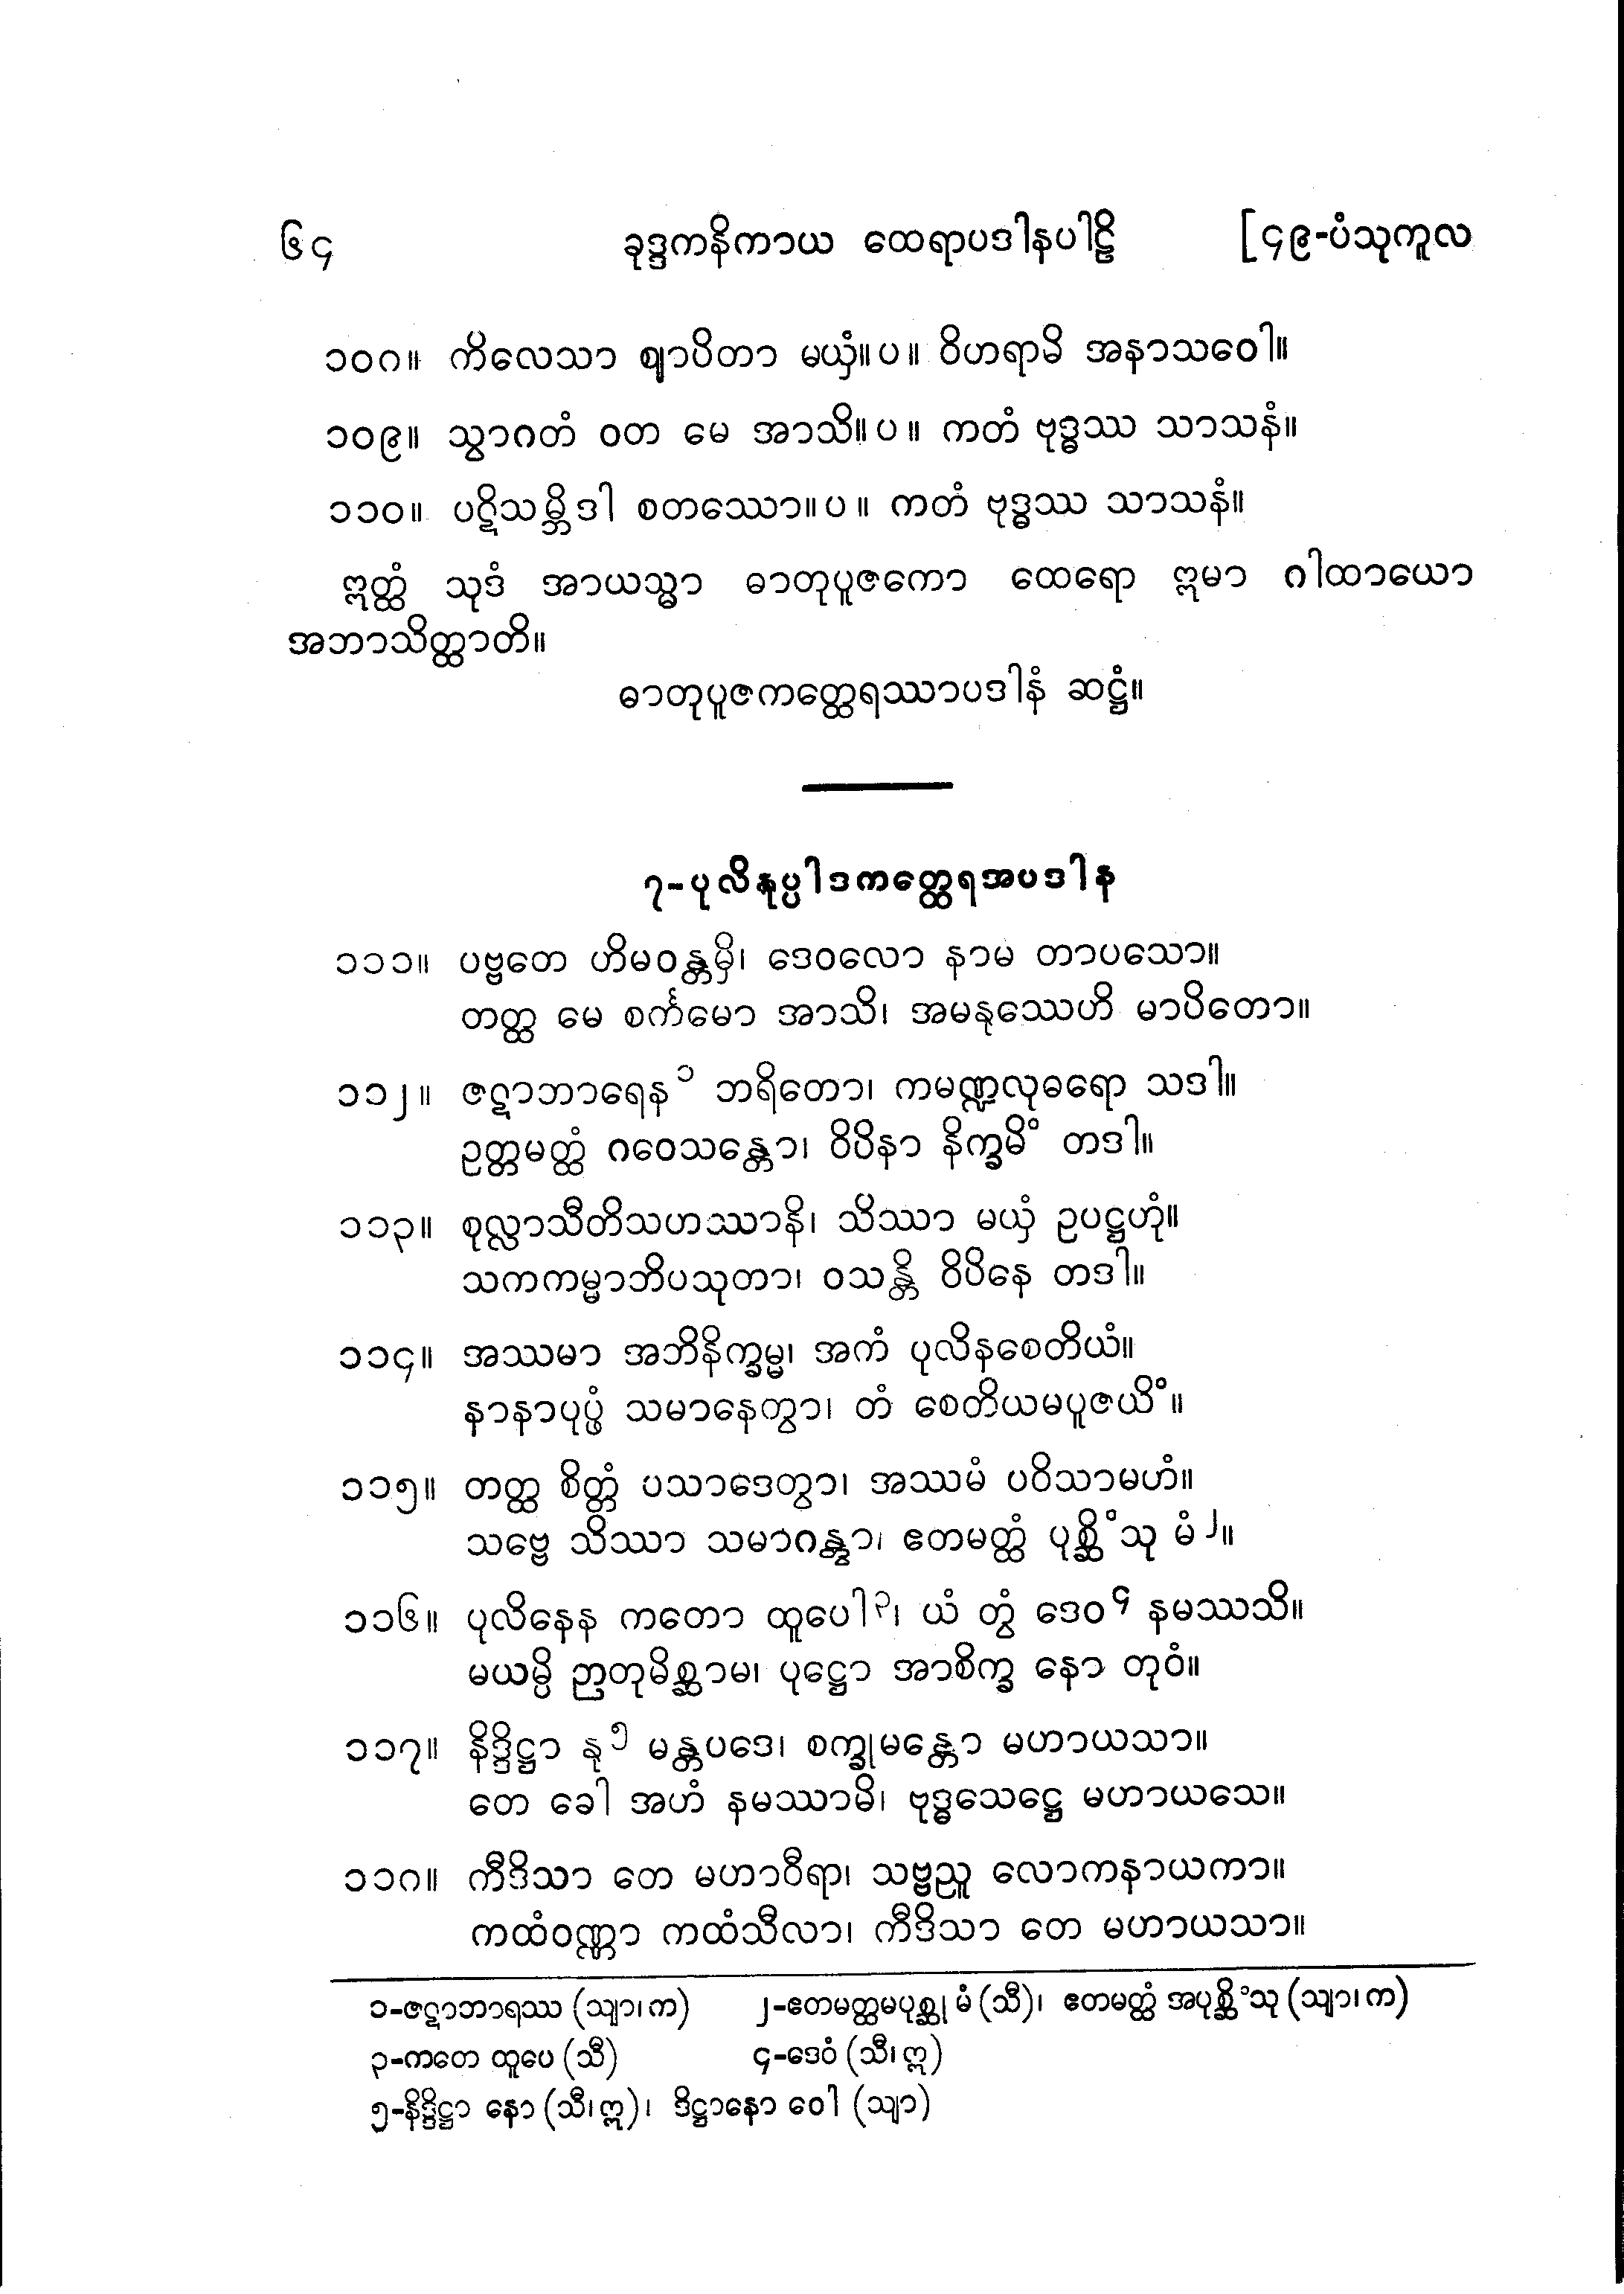 ၆၄ ခုဒ္ဒကနိကာယ ထေရာပဒါနပါဠိ [၄၉-ပံသုကူလ
၁၀၈။ ကိလေသာ ဈာပိတာ မယှံ။ပ။ ဝိဟရာမိ အနာသဝေါ။
၁၀၉။ သွာဂတံ ဝတ မေ အာသိ။ပ။ ကတံ ဗုဒ္ဓဿ သာသနံ။
၁၁၀။ ပဋိသမ္ဘိဒါ စတဿော။ပ။ ကတံ ဗုဒ္ဓဿ သာသနံ။
ဣတ္ထံ သုဒံ အာယသ္မာ ဓာတုပူဇကော ထေရော ဣမာ ဂါထာယော
အဘာသိတ္ထာတိ။
ဓာတုပူဇကတ္ထေရဿာပဒါနံ ဆဋ္ဌံ။
၇-ပုလိနုပ္ပါဒကတ္ထေရအပဒါန
၁၁၁။ ပဗ္ဗတေ ဟိမဝန္တမှိ၊ ဒေဝလော နာမ တာပသော။
တတ္ထ မေ စင်္ကမော အာသိ၊ အမနုဿေဟိ မာပိတော။
၁၁၂။ ဇဋာဘာရေန၁ ဘရိတော၊ ကမဏ္ဍလုဓရော သဒါ။
ဥတ္တမတ္ထံ ဂဝေသန္တော၊ ဝိပိနာ နိက္ခမိံ တဒါ။
၁၁၃။ စုလ္လာသီတိသဟဿာနိ၊ သိဿာ မယှံ ဥပဋ္ဌဟုံ။
သကကမ္မာဘိပသုတာ၊ ဝသန္တိ ဝိပိနေ တဒါ။
၁၁၄။ အဿမာ အဘိနိက္ခမ္မ၊ အကံ ပုလိနစေတိယံ။
နာနာပုပ္ဖံ သမာနေတွာ၊ တံ စေတိယမပူဇယိံ။
၁၁၅။ တတ္ထ စိတ္တံ ပသာဒေတွာ၊ အဿမံ ပဝိသာမဟံ။
သဗ္ဗေ သိဿာ သမာဂန္တွာ၊ ဧတမတ္ထံ ပုစ္ဆိံသု မံ၂။
၁၁၆။ ပုလိနေန ကတော ထူပေါ၃၊ ယံ တွံ ဒေဝ၄ နမဿသိ။
မယမ္ပိ ဉာတုမိစ္ဆာမ၊ ပုဋ္ဌော အာစိက္ခ နော တုဝံ။
၁၁၇။ နိဒ္ဒိဋ္ဌာ နု၅ မန္တပဒေ၊ စက္ခုမန္တော မဟာယသာ။
တေ ခေါ အဟံ နမဿာမိ၊ ဗုဒ္ဓသေဋ္ဌေ မဟာယသေ။
၁၁၈။ ကီဒိသာ တေ မဟာဝီရာ၊ သဗ္ဗညူ လောကနာယကာ။
ကထံဝဏ္ဏာ ကထံသီလာ၊ ကီဒိသာ တေ မဟာယသာ။
၁-ဇဋာဘာရဿ (သျာ၊က) ၂-ဧတမတ္ထမပုစ္ဆု မံ (သီ)၊ ဧတမတ္ထံ အပုစ္ဆိံသု (သျာ၊က)
၃-ကတေ ထူပေ (သီ) ၄-ဒေဝံ (သီ၊ဣ)
၅-နိဒ္ဒိဋ္ဌာ နော (သီ၊ဣ)၊ ဒိဋ္ဌာနော ဝေါ (သျာ)